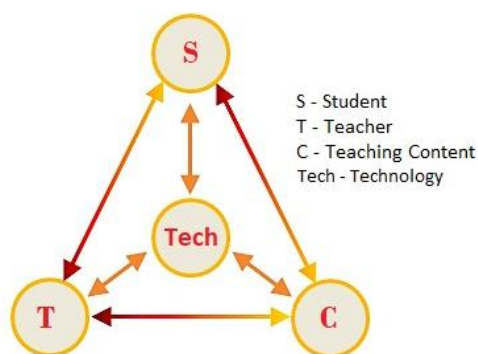 S
S - Student
T - Teacher
C - Teaching Content
Tech - Technology
Tech
T
C